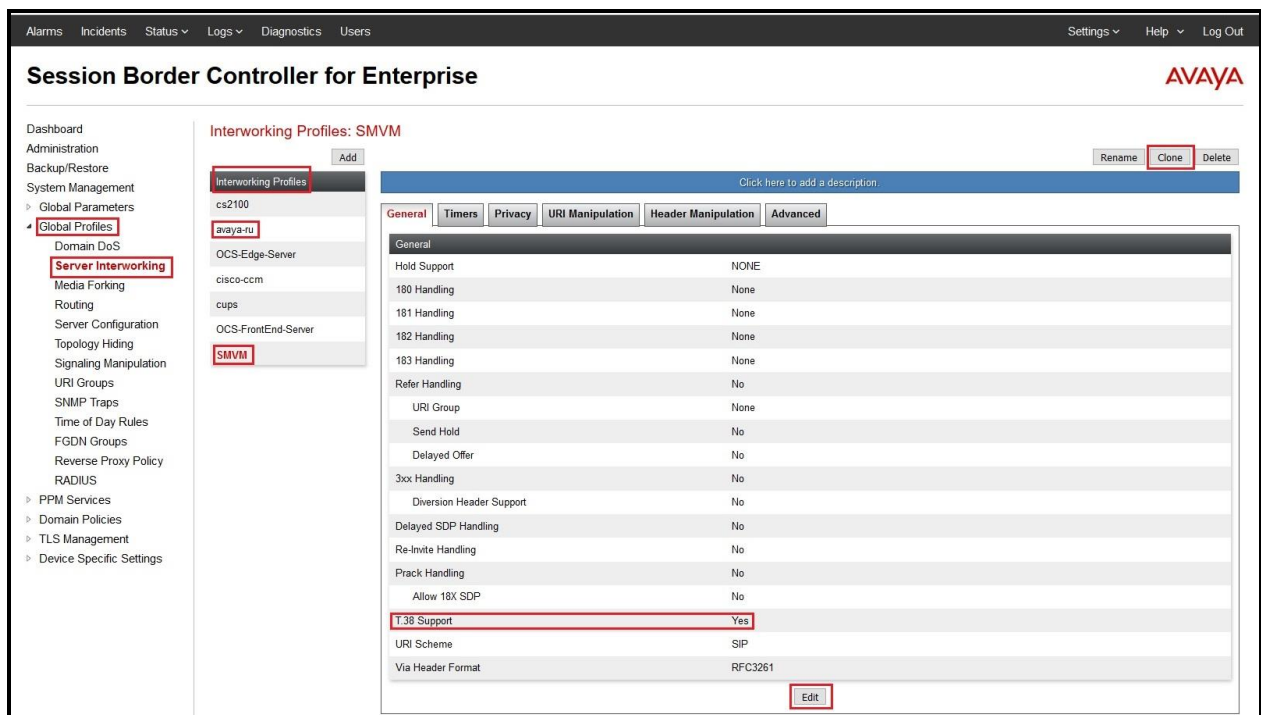 Alarms Incidents Status Logs Diagnostics Users Settings Help Log Out
Session Border Controller for Enterprise
AVAYA
Dashboard
Administration
Backup/Restore
System Management
Global Parameters
Global Profiles
Domain DoS
Server Interworking
Media Forking
Routing
Server Configuration
Topology Hiding
Signaling Manipulation
URI Groups
SNMP Traps
Time of Day Rules
FGDN Groups
Reverse Proxy Policy
RADIUS
PPM Services
Domain Policies
TLS Management
Device Specific Settings
Interworking Profiles: SMVM
Add
Rename Clone Delete
Interworking Profiles
cs2100
avaya-ru
OCS-Edge-Server
cisco-ccm
cups
OCS-FrontEnd-Server
SMVM
Click here to add a description.
General Timers Privacy URI Manipulation Header Manipulation Advanced
General
Hold Support NONE
180 Handling None
181 Handling None
182 Handling None
183 Handling None
Refer Handling No
URI Group None
Send Hold No
Delayed Offer No
3xx Handling No
Diversion Header Support No
Delayed SDP Handling No
Re-Invite Handling No
Prack Handling No
Allow 18X SDP No
T.38 Support Yes
URI Scheme SIP
Via Header Format RFC3261
Edit